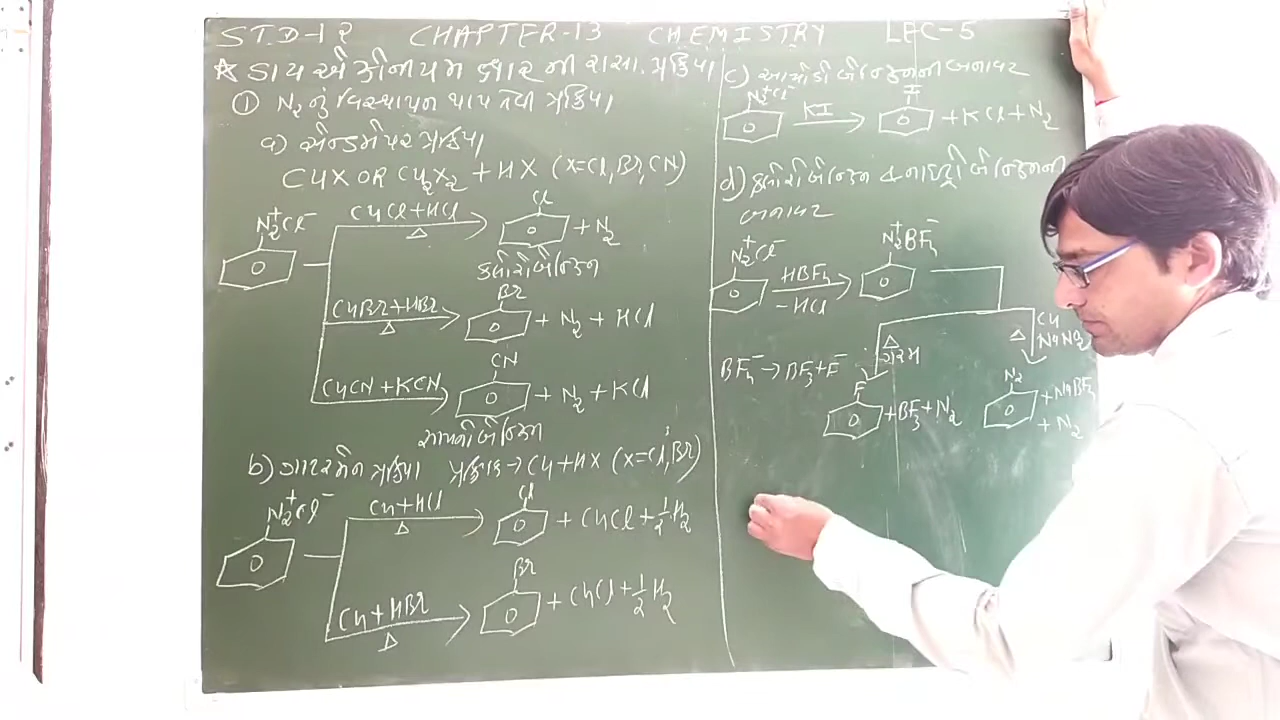 STD-12 CHAPTER-13 CHEMISTRY LEC-5
* ડાયએઝોનીયમ ક્ષારની રાસા. પ્રક્રિયા
① N₂ નું વિસ્થાપન થાય તેવી પ્રક્રિયા
a) સેન્ડમેયર પ્રક્રિયા
CuX OR Cu₂X₂ + HX (X=Cl, Br, CN)
N₂⁺Cl⁻
CuCl + HCl
Δ
Cl
+ N₂
ક્લોરોબેન્ઝિન
CuBr + HBr
Δ
Br
+ N₂ + HCl
CuCN + KCN
CN
+ N₂ + KCl
સાયનોબેન્ઝિન
b) ગાટરમેન પ્રક્રિયા પ્રક્રિયક → Cu + HX (X=Cl, Br)
N₂⁺Cl⁻
Cu + HCl
Δ
Cl
+ CuCl + ½H₂
Cu + HBr
Δ
Br
+ CuCl + ½H₂
c) આયોડોબેન્ઝિનની બનાવટ
N₂⁺Cl⁻
KI
I
+ KCl + N₂
d) ફ્લોરોબેન્ઝિન & નાઇટ્રોબેન્ઝિનની
બનાવટ
N₂⁺Cl⁻
HBF₄
-HCl
N₂⁺BF₄⁻
BF₄⁻ → BF₃ + F⁻
Δ
ગરમ
F
+ BF₃ + N₂
Δ
Cu
NaNO₂
N₂
+ NaBF₄
+ N₂